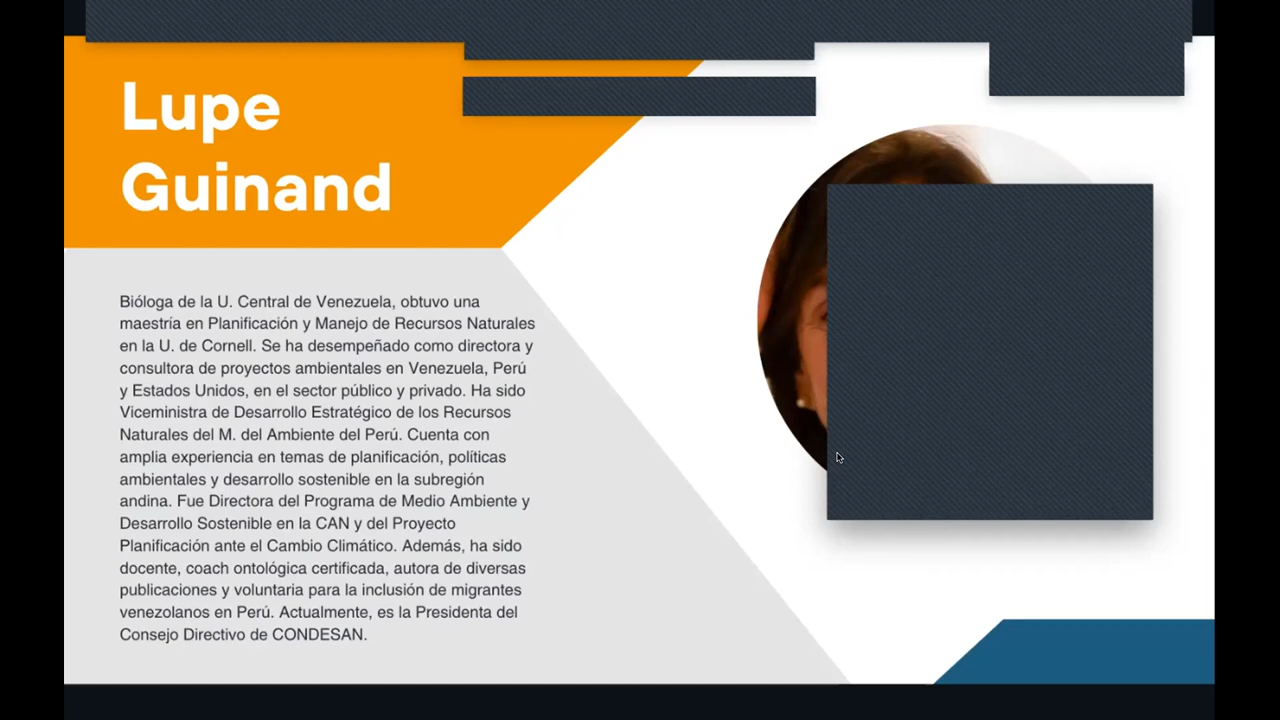 Lupe
Guinand
Bióloga de la U. Central de Venezuela, obtuvo una
maestría en Planificación y Manejo de Recursos Naturales
en la U. de Cornell. Se ha desempeñado como directora y
consultora de proyectos ambientales en Venezuela, Perú
y Estados Unidos, en el sector público y privado. Ha sido
Viceministra de Desarrollo Estratégico de los Recursos
Naturales del M. del Ambiente del Perú. Cuenta con
amplia experiencia en temas de planificación, políticas
ambientales y desarrollo sostenible en la subregión
andina. Fue Directora del Programa de Medio Ambiente y
Desarrollo Sostenible en la CAN y del Proyecto
Planificación ante el Cambio Climático. Además, ha sido
docente, coach ontológica certificada, autora de diversas
publicaciones y voluntaria para la inclusión de migrantes
venezolanos en Perú. Actualmente, es la Presidenta del
Consejo Directivo de CONDESAN.